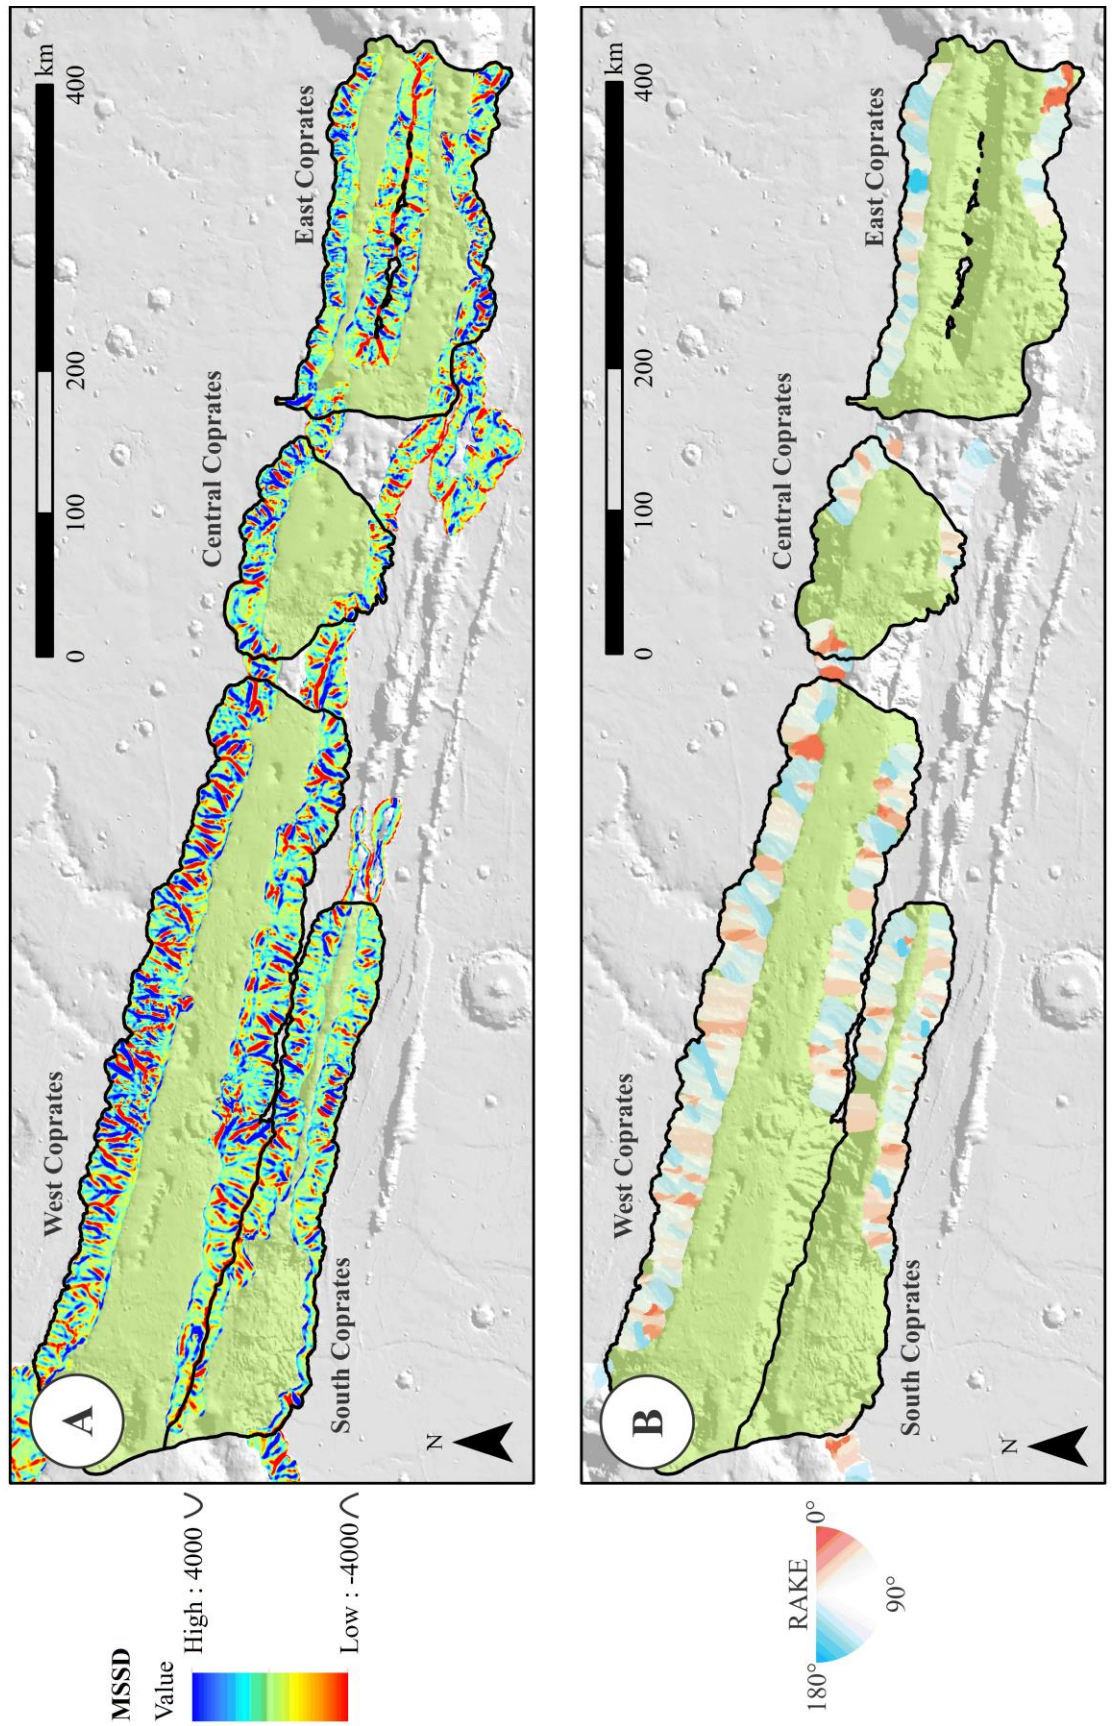 MSSD
Value
High : 4000
Low : -4000
A
West Coprates
South Coprates
Central Coprates
East Coprates
N
0 100 200 400
km
RAKE
180° 0°
90°
B
West Coprates
South Coprates
Central Coprates
East Coprates
N
0 100 200 400
km